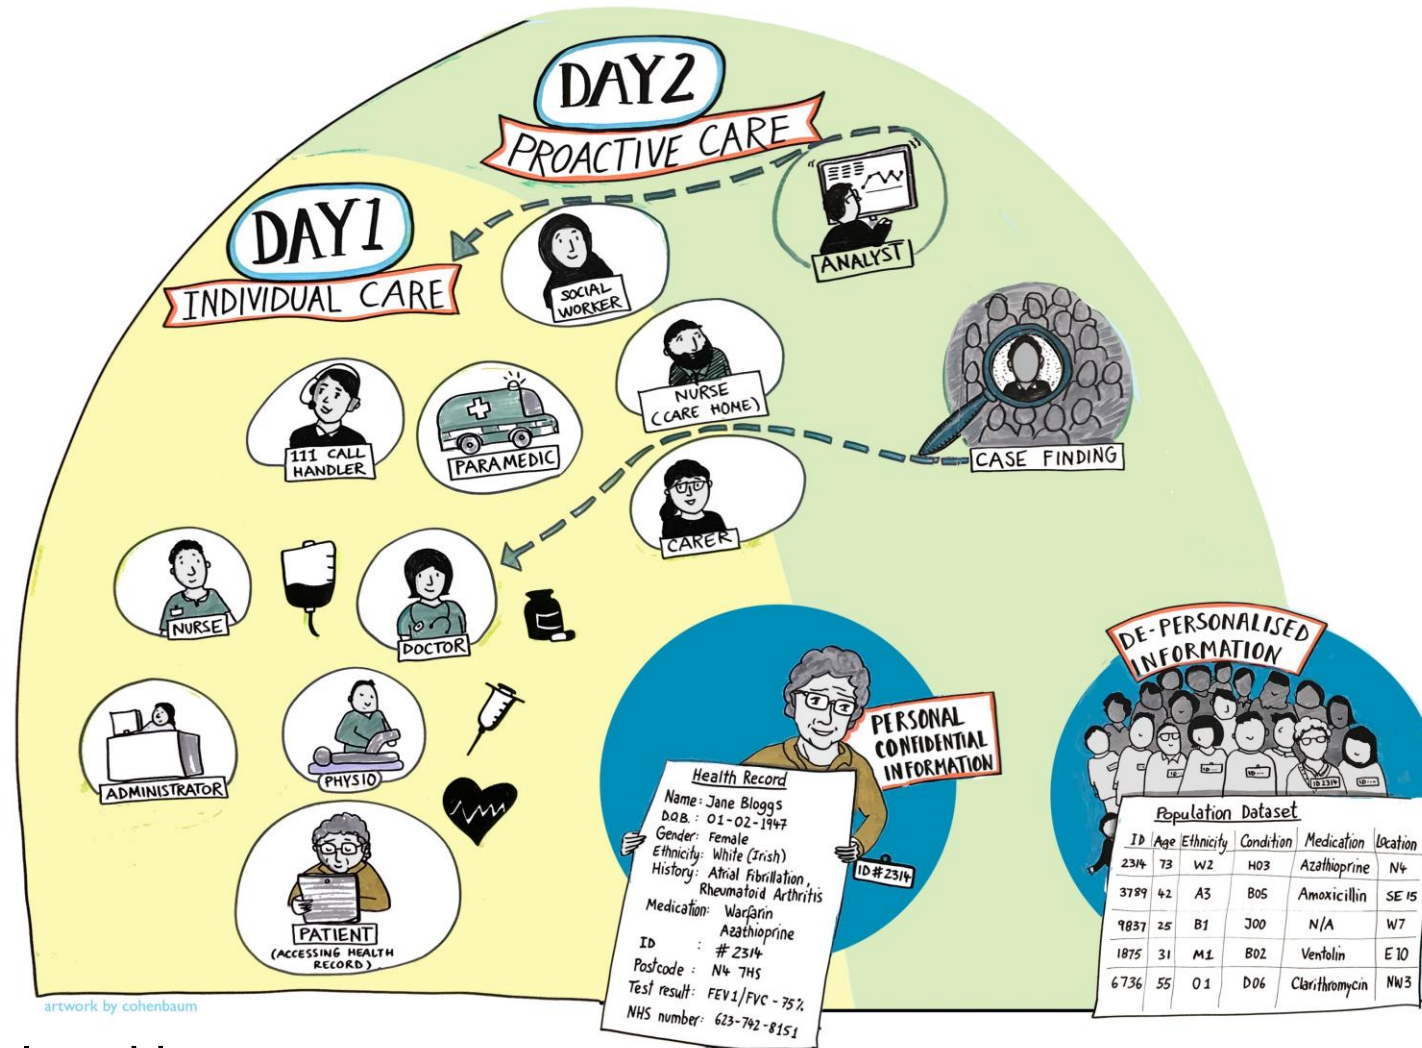 DAY2
PROACTIVE CARE
DAY1
INDIVIDUAL CARE
ANALYST
SOCIAL
WORKER
NURSE
(CARE HOME)
CASE FINDING
111 CALL
HANDLER
PARAMEDIC
CARER
NURSE
DOCTOR
ADMINISTRATOR
PHYSIO
PATIENT
(ACCESSING HEALTH
RECORD)
PERSONAL
CONFIDENTIAL
INFORMATION
Health Record
Name: Jane Bloggs
D.O.B.: 01-02-1947
Gender: Female
Ethnicity: White (Irish)
History: Atrial Fibrillation,
Rheumatoid Arthritis
Medication: Warfarin
Azathioprine
ID : #2314
Postcode: N4 7HS
Test result: FEV1/FVC - 75%
NHS number: 623-742-8151
ID#2314
DE-PERSONALISED
INFORMATION
ID 2314
Population Dataset
ID Age Ethnicity Condition Medication Location
2314 73 W2 H03 Azathioprine N4
3789 42 A3 B05 Amoxicillin SE15
9837 25 B1 J00 N/A W7
1875 31 M1 B02 Ventolin E10
6736 55 O1 D06 Clarithromycin NW3
artwork by cohenbaum